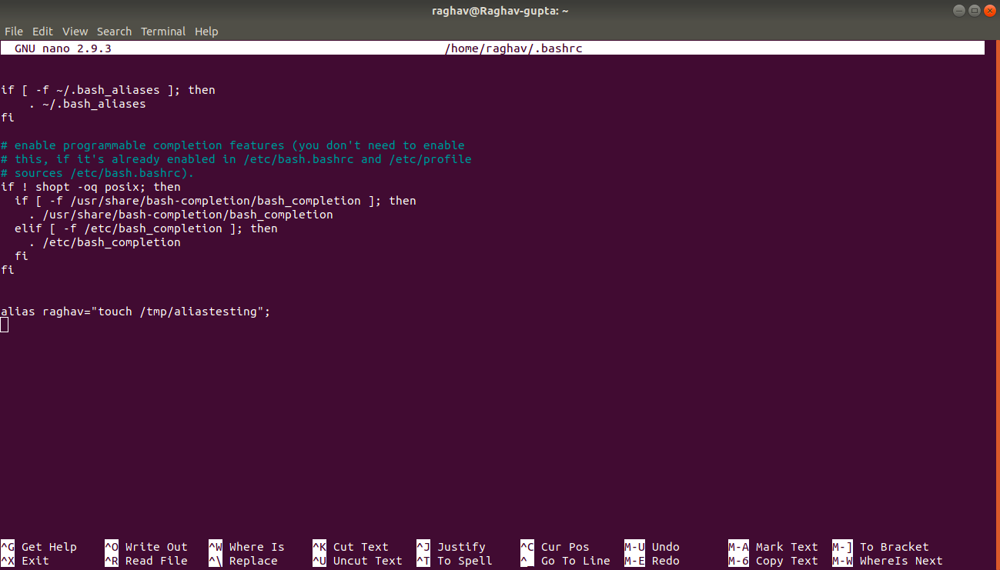 raghav@Raghav-gupta: ~
File Edit View Search Terminal Help
GNU nano 2.9.3 /home/raghav/.bashrc
if [ -f ~/.bash_aliases ]; then
    . ~/.bash_aliases
fi
# enable programmable completion features (you don't need to enable
# this, if it's already enabled in /etc/bash.bashrc and /etc/profile
# sources /etc/bash.bashrc).
if ! shopt -oq posix; then
  if [ -f /usr/share/bash-completion/bash_completion ]; then
    . /usr/share/bash-completion/bash_completion
  elif [ -f /etc/bash_completion ]; then
    . /etc/bash_completion
  fi
fi
alias raghav="touch /tmp/aliastesting";
^G Get Help ^O Write Out ^W Where Is ^K Cut Text ^J Justify ^C Cur Pos M-U Undo M-A Mark Text M-] To Bracket
^X Exit ^R Read File ^\ Replace ^U Uncut Text ^T To Spell ^_ Go To Line M-E Redo M-6 Copy Text M-W WhereIs Next